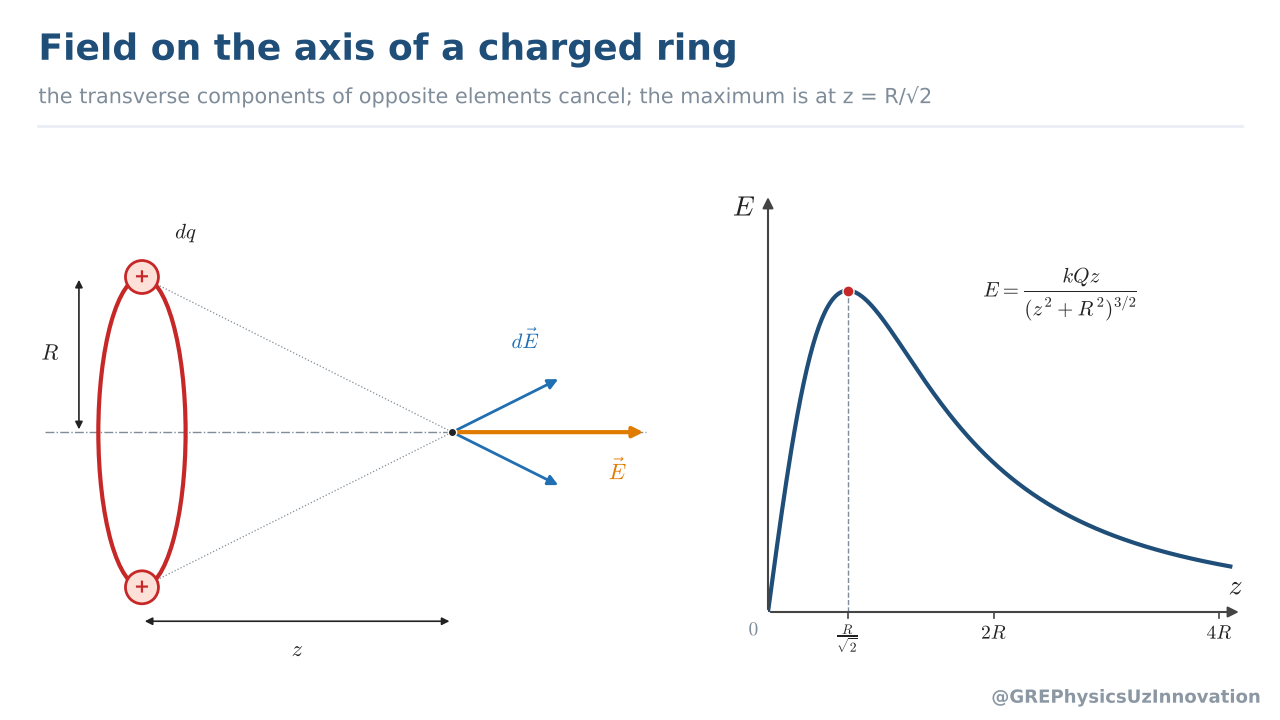 Field on the axis of a charged ring
the transverse components of opposite elements cancel; the maximum is at z = R/√2
dq
+
R
dE⃗
E⃗
+
z
E
E = kQz / (z² + R²)^{3/2}
z
0
R/√2
2R
4R
@GREPhysicsUzInnovation